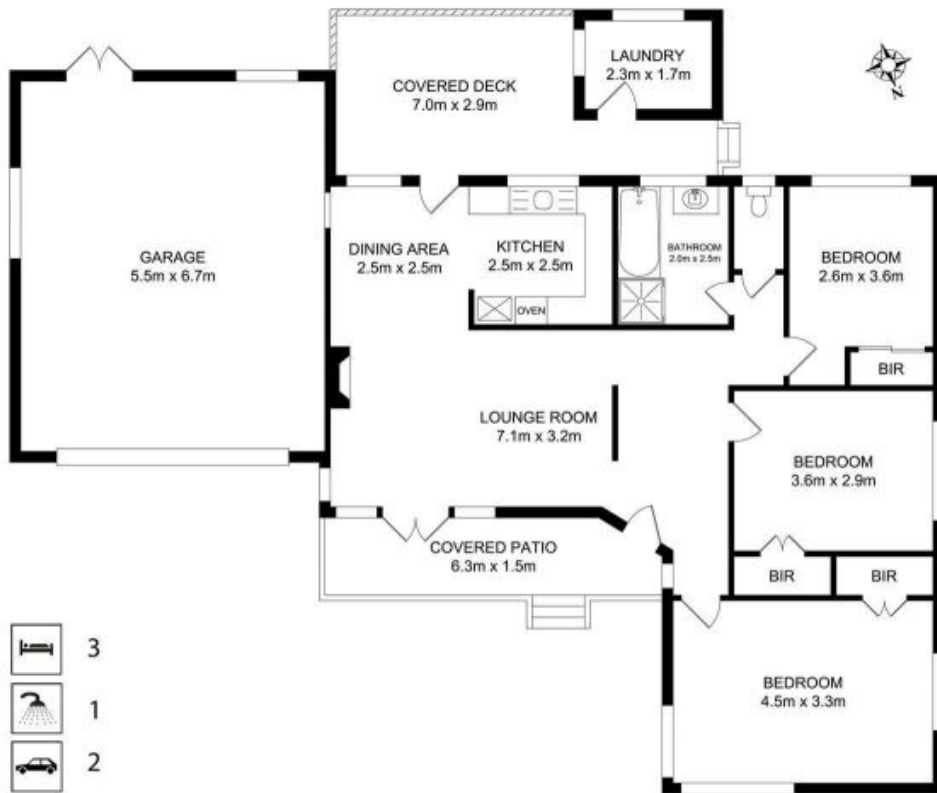 LAUNDRY
2.3m x 1.7m
COVERED DECK
7.0m x 2.9m
N
GARAGE
5.5m x 6.7m
DINING AREA
2.5m x 2.5m
KITCHEN
2.5m x 2.5m
OVEN
BATHROOM
2.0m x 2.5m
BEDROOM
2.6m x 3.6m
BIR
LOUNGE ROOM
7.1m x 3.2m
BEDROOM
3.6m x 2.9m
BIR
BIR
COVERED PATIO
6.3m x 1.5m
BEDROOM
4.5m x 3.3m
3
1
2